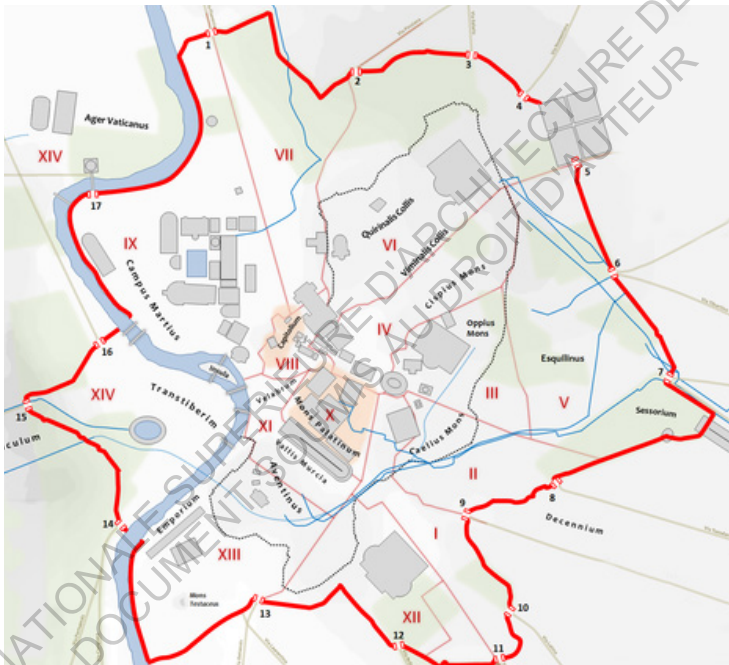 1
2
3
4
5
6
7
8
9
10
11
12
13
14
15
16
17
Ager Vaticanus
XIV
VII
IX
Campus Martius
Quirinalis Collis
VI
Viminalis Collis
Cispius Mons
IV
Oppius
Mons
Capitolium
VIII
Insula
Velabrum
XIV
Transtiberim
XI
X
Mons Palatinum
Vallis Murcia
Aventinus
Caelius Mons
III
Esquilinus
V
Sessorium
II
Decennium
I
Emporium
XIII
Mons
Testaceus
XII
iculum
NATIONALE SUPÉRIEURE D'ARCHITECTURE DE
DOCUMENT SOUMIS AU DROIT D'AUTEUR